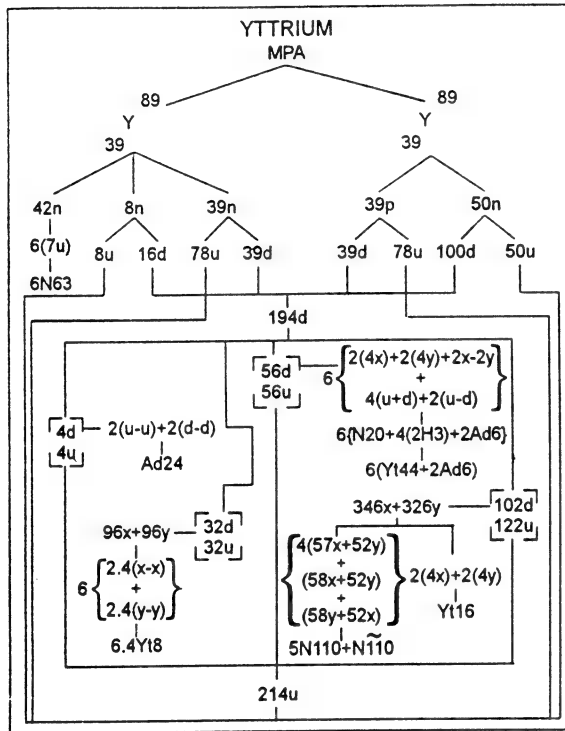 YTTRIUM
MPA
89 89
Y Y
39 39
42n 8n 39n 39p 50n
6(7u) 8u 16d 78u 39d 39d 78u 100d 50u
6N63
194d
56d
56u
6 { 2(4x)+2(4y)+2x-2y
+
4(u+d)+2(u-d) }
6{N20+4(2H3)+2Ad6}
6(Yt44+2Ad6)
4d
4u
2(u-u)+2(d-d)
Ad24
346x+326y
102d
122u
96x+96y
32d
32u
6 { 2.4(x-x)
+
2.4(y-y) }
6.4Yt8
{ 4(57x+52y)
+
(58x+52y)
+
(58y+52x) }
5N110+Ñ110
2(4x)+2(4y)
Yt16
214u